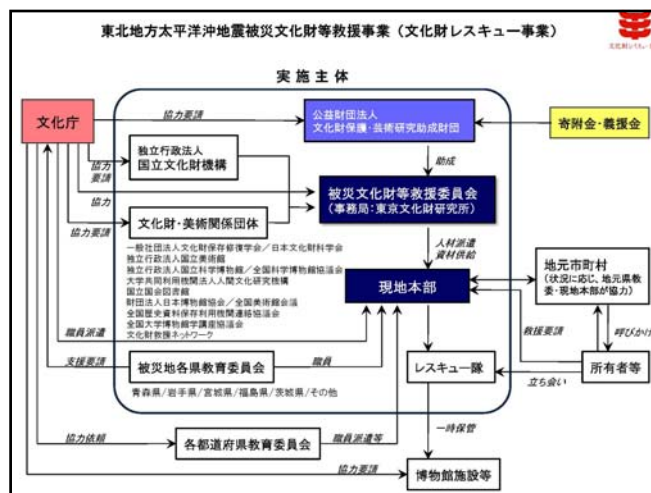 東北地方太平洋沖地震被災文化財等救援事業（文化財レスキュー事業）
実施主体
文化庁
協力要請
公益財団法人
文化財保護・芸術研究助成財団
寄附金・義援金
協力
要請
独立行政法人
国立文化財機構
助成
協力
被災文化財等救援委員会
（事務局：東京文化財研究所）
協力要請
文化財・美術関係団体
一般社団法人文化財保存修復学会／日本文化財科学会
独立行政法人国立美術館
独立行政法人国立科学博物館／全国科学博物館協議会
大学共同利用機関法人人間文化研究機構
国立国会図書館
財団法人日本博物館協会／全国美術館会議
全国歴史資料保存利用機関連絡協議会
全国大学博物館学講座協議会
文化財救援ネットワーク
人材派遣
資材供給
現地本部
地元市町村
（状況に応じ、地元県教
委・現地本部が協力）
職員派遣
救援要請
呼びかけ
支援要請
被災地各県教育委員会
職員
レスキュー隊
所有者等
立ち会い
青森県/岩手県/宮城県/福島県/茨城県/その他
一時保管
協力依頼
各都道府県教育委員会
職員派遣等
協力要請
博物館施設等